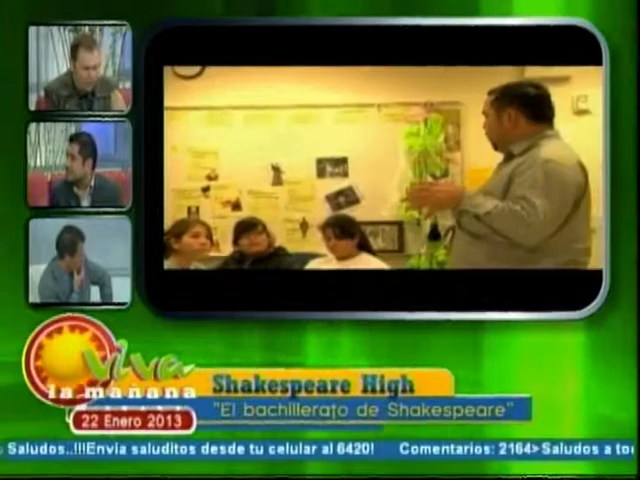 viva
la mañana
22 Enero 2013
Shakespeare High
"El bachillerato de Shakespeare"
Saludos..!!!Envia saluditos desde tu celular al 6420! Comentarios: 2164> Saludos a to